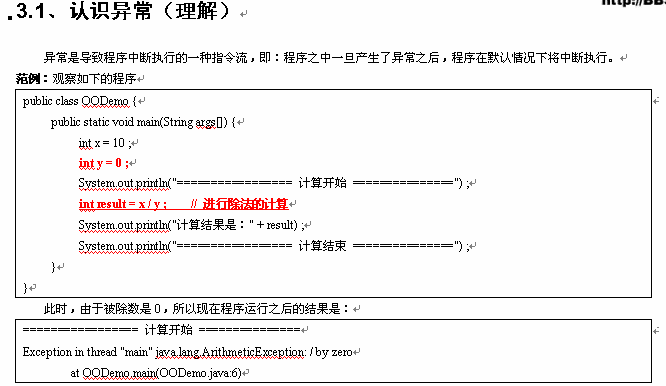 http://BBS
3.1、认识异常（理解）
异常是导致程序中断执行的一种指令流，即：程序之中一旦产生了异常之后，程序在默认情况下将中断执行。
范例：观察如下的程序
public class OODemo {
public static void main(String args[]) {
int x = 10 ;
int y = 0 ;
System.out.println("================ 计算开始 ==============") ;
int result = x / y ; // 进行除法的计算
System.out.println("计算结果是：" + result) ;
System.out.println("================ 计算结束 ==============") ;
}
}
此时，由于被除数是 0，所以现在程序运行之后的结果是：
================ 计算开始 ==============
Exception in thread "main" java.lang.ArithmeticException: / by zero
at OODemo.main(OODemo.java:6)